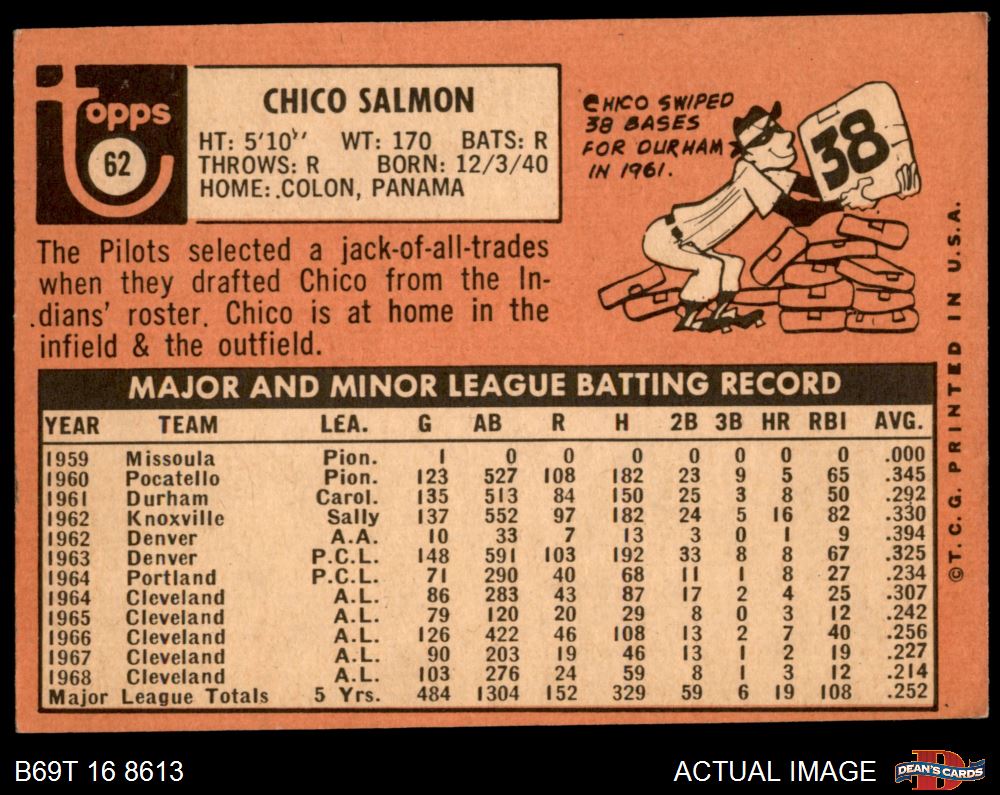 Topps
62
CHICO SALMON
HT: 5'10" WT: 170 BATS: R
THROWS: R BORN: 12/3/40
HOME: COLON, PANAMA
CHICO SWIPED
38 BASES
FOR DURHAM
IN 1961.
38
The Pilots selected a jack-of-all-trades
when they drafted Chico from the In-
dians' roster. Chico is at home in the
infield & the outfield.
MAJOR AND MINOR LEAGUE BATTING RECORD
YEAR TEAM LEA. G AB R H 2B 3B HR RBI AVG.
1959 Missoula Pion. 1 0 0 0 0 0 0 0 .000
1960 Pocatello Pion. 123 527 108 182 23 9 5 65 .345
1961 Durham Carol. 135 513 84 150 25 3 8 50 .292
1962 Knoxville Sally 137 552 97 182 24 5 16 82 .330
1962 Denver A.A. 10 33 7 13 3 0 1 9 .394
1963 Denver P.C.L. 148 591 103 192 33 8 8 67 .325
1964 Portland P.C.L. 71 290 40 68 11 1 8 27 .234
1964 Cleveland A.L. 86 283 43 87 17 2 4 25 .307
1965 Cleveland A.L. 79 120 20 29 8 0 3 12 .242
1966 Cleveland A.L. 126 422 46 108 13 2 7 40 .256
1967 Cleveland A.L. 90 203 19 46 13 1 2 19 .227
1968 Cleveland A.L. 103 276 24 59 8 1 3 12 .214
Major League Totals 5 Yrs. 484 1304 152 329 59 6 19 108 .252
©T.C.G. PRINTED IN U.S.A.
B69T 16 8613
ACTUAL IMAGE
D
DEAN'S CARDS